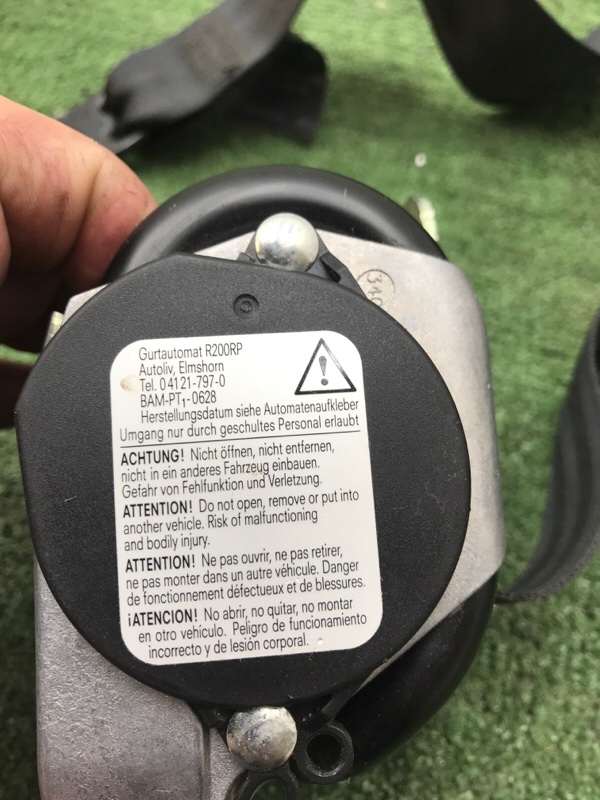 340
Gurtautomat R200RP
Autoliv, Elmshorn
Tel. 0 41 21-797-0
BAM-PT₁-0628
Herstellungsdatum siehe Automatenaufkleber
Umgang nur durch geschultes Personal erlaubt
ACHTUNG! Nicht öffnen, nicht entfernen,
nicht in ein anderes Fahrzeug einbauen.
Gefahr von Fehlfunktion und Verletzung.
ATTENTION! Do not open, remove or put into
another vehicle. Risk of malfunctioning
and bodily injury.
ATTENTION! Ne pas ouvrir, ne pas retirer,
ne pas monter dans un autre véhicule. Danger
de fonctionnement défectueux et de blessures.
¡ATENCION! No abrir, no quitar, no montar
en otro vehículo. Peligro de funcionamiento
incorrecto y de lesión corporal.